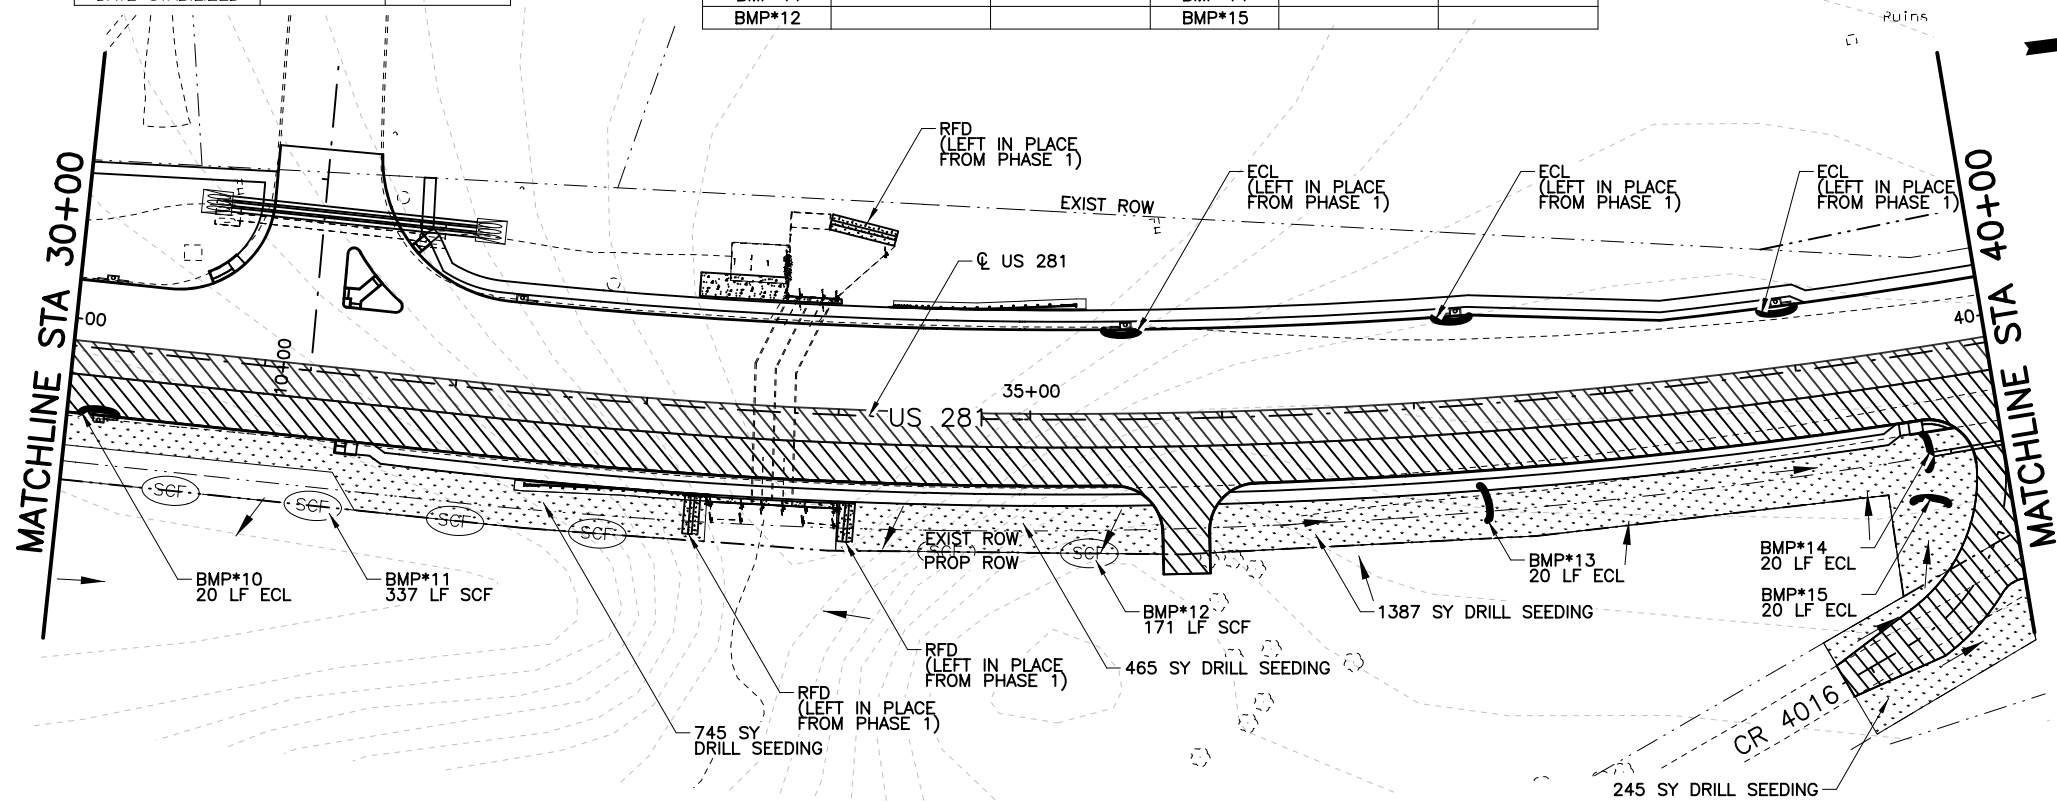 DATE STABILIZED
BMP*12
BMP*15
Ruins
MATCHLINE STA 30+00
MATCHLINE STA 40+00
RFD
(LEFT IN PLACE
FROM PHASE 1)
ECL
(LEFT IN PLACE
FROM PHASE 1)
ECL
(LEFT IN PLACE
FROM PHASE 1)
ECL
(LEFT IN PLACE
FROM PHASE 1)
EXIST ROW
℄ US 281
-00
40-
10+00
35+00
US 281
SCF
SCF
SCF
SCF
SCF
SCF
EXIST ROW
PROP ROW
BMP*10
20 LF ECL
BMP*11
337 LF SCF
BMP*12
171 LF SCF
BMP*13
20 LF ECL
BMP*14
20 LF ECL
BMP*15
20 LF ECL
1387 SY DRILL SEEDING
465 SY DRILL SEEDING
RFD
(LEFT IN PLACE
FROM PHASE 1)
RFD
(LEFT IN PLACE
FROM PHASE 1)
745 SY
DRILL SEEDING
CR 4016
245 SY DRILL SEEDING